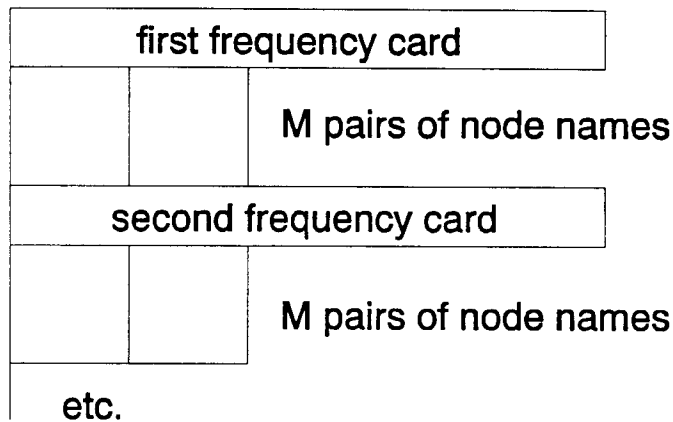 first frequency card
M pairs of node names
second frequency card
M pairs of node names
etc.